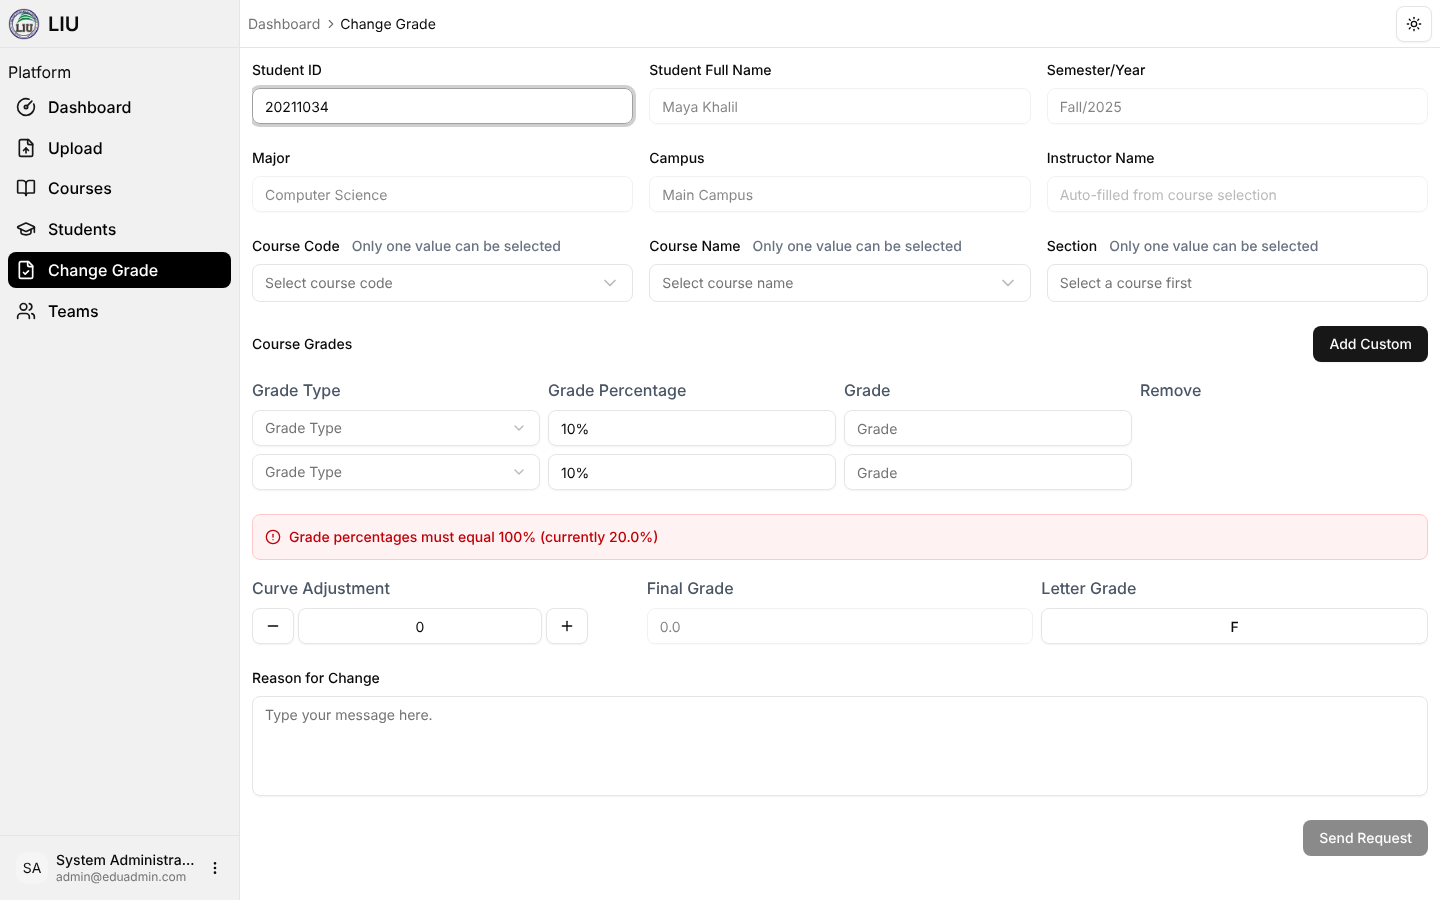 LIU
Platform
Dashboard
Upload
Courses
Students
Change Grade
Teams
SA
System Administra...
admin@eduadmin.com
Dashboard > Change Grade
Student ID
20211034
Student Full Name
Maya Khalil
Semester/Year
Fall/2025
Major
Computer Science
Campus
Main Campus
Instructor Name
Auto-filled from course selection
Course Code Only one value can be selected
Select course code
Course Name Only one value can be selected
Select course name
Section Only one value can be selected
Select a course first
Course Grades
Add Custom
Grade Type Grade Percentage Grade Remove
Grade Type 10% Grade
Grade Type 10% Grade
Grade percentages must equal 100% (currently 20.0%)
Curve Adjustment
− 0 +
Final Grade
0.0
Letter Grade
F
Reason for Change
Type your message here.
Send Request